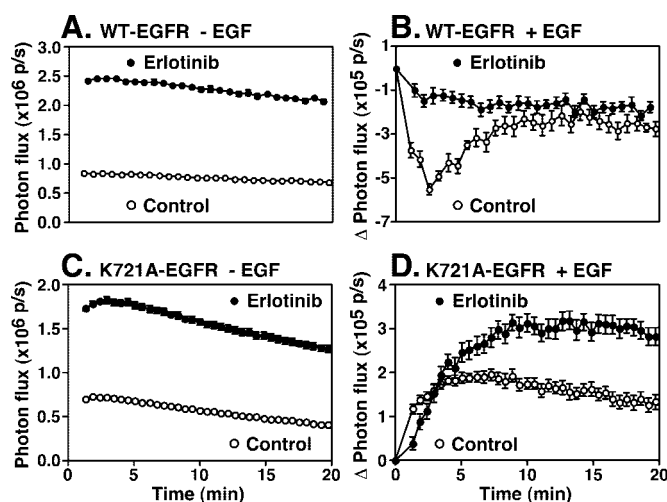 A. WT-EGFR - EGF
Photon flux (x10⁶ p/s)
3.0
2.5
2.0
1.5
1.0
0.5
0.0
Erlotinib
Control
B. WT-EGFR + EGF
Δ Photon flux (x10⁵ p/s)
1
-1
-3
-5
-7
Erlotinib
Control
C. K721A-EGFR - EGF
Photon flux (x10⁶ p/s)
2.0
1.5
1.0
0.5
0.0
Erlotinib
Control
0 5 10 15 20
Time (min)
D. K721A-EGFR + EGF
Δ Photon flux (x10⁵ p/s)
4
3
2
1
0
Erlotinib
Control
0 5 10 15 20
Time (min)